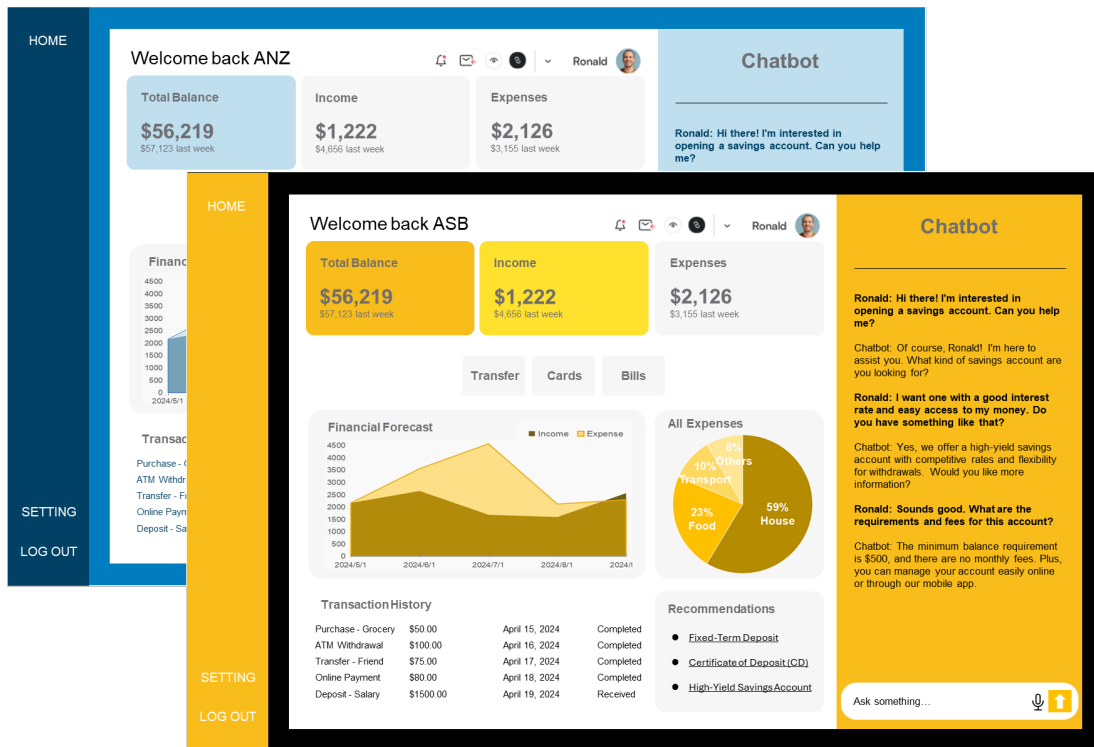 HOME
Welcome back ANZ
Ronald
Chatbot
Total Balance
$56,219
$57,123 last week
Income
$1,222
$4,656 last week
Expenses
$2,126
$3,155 last week
Ronald: Hi there! I'm interested in
opening a savings account. Can you help
me?
4500
4000
3500
3000
2500
2000
1500
1000
500
0
2024/5/1
Purchase -
ATM
Transfer -
Online
Deposit -
SETTING
LOG OUT
HOME
Welcome back ASB
Ronald
Total Balance
$56,219
$57,123 last week
Income
$1,222
$4,656 last week
Expenses
$2,126
$3,155 last week
Transfer
Cards
Bills
Financial Forecast
Income
Expense
4500
4000
3500
3000
2500
2000
1500
1000
500
0
2024/5/1
2024/6/1
2024/7/1
2024/8/1
All Expenses
8%
Others
10%
Transport
23%
Food
59%
House
Transaction History
Purchase - Grocery $50.00 April 15, 2024 Completed
ATM Withdrawal $100.00 April 16, 2024 Completed
Transfer - Friend $75.00 April 17, 2024 Completed
Online Payment $80.00 April 18, 2024 Completed
Deposit - Salary $1500.00 April 19, 2024 Received
Recommendations
Fixed-Term Deposit
Certificate of Deposit (CD)
High-Yield Savings Account
SETTING
LOG OUT
Chatbot
Ronald: Hi there! I'm interested in
opening a savings account. Can you help
me?
Chatbot: Of course, Ronald! I'm here to
assist you. What kind of savings account are
you looking for?
Ronald: I want one with a good interest
rate and easy access to my money. Do
you have something like that?
Chatbot: Yes, we offer a high-yield savings
account with competitive rates and flexibility
for withdrawals. Would you like more
information?
Ronald: Sounds good. What are the
requirements and fees for this account?
Chatbot: The minimum balance requirement
is $500, and there are no monthly fees. Plus,
you can manage your account easily online
or through our mobile app.
Ask something...